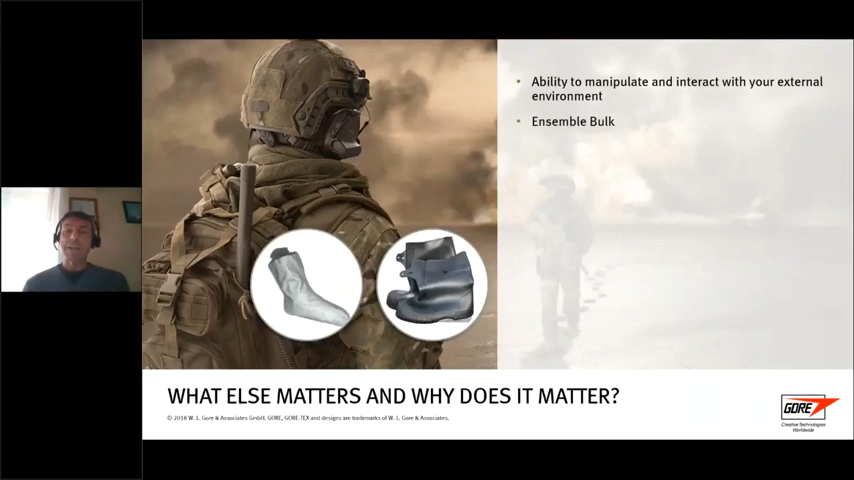 • Ability to manipulate and interact with your external
environment
• Ensemble Bulk
WHAT ELSE MATTERS AND WHY DOES IT MATTER?
© 2018 W. L. Gore & Associates GmbH. GORE, GORE-TEX and designs are trademarks of W. L. Gore & Associates.
GORE
Creative Technologies
Worldwide